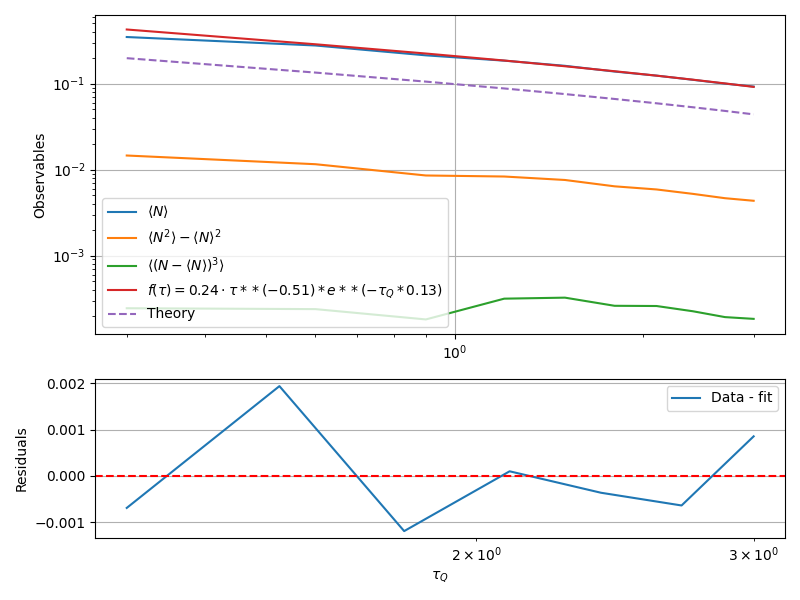 Observables
10⁻¹
10⁻²
10⁻³
⟨N⟩
⟨N²⟩ − ⟨N⟩²
⟨(N − ⟨N⟩)³⟩
f(τ) = 0.24 · τ * *(−0.51) * e * *(−τ_Q * 0.13)
Theory
10⁰
Residuals
0.002
0.001
0.000
−0.001
Data - fit
2 × 10⁰
3 × 10⁰
τ_Q